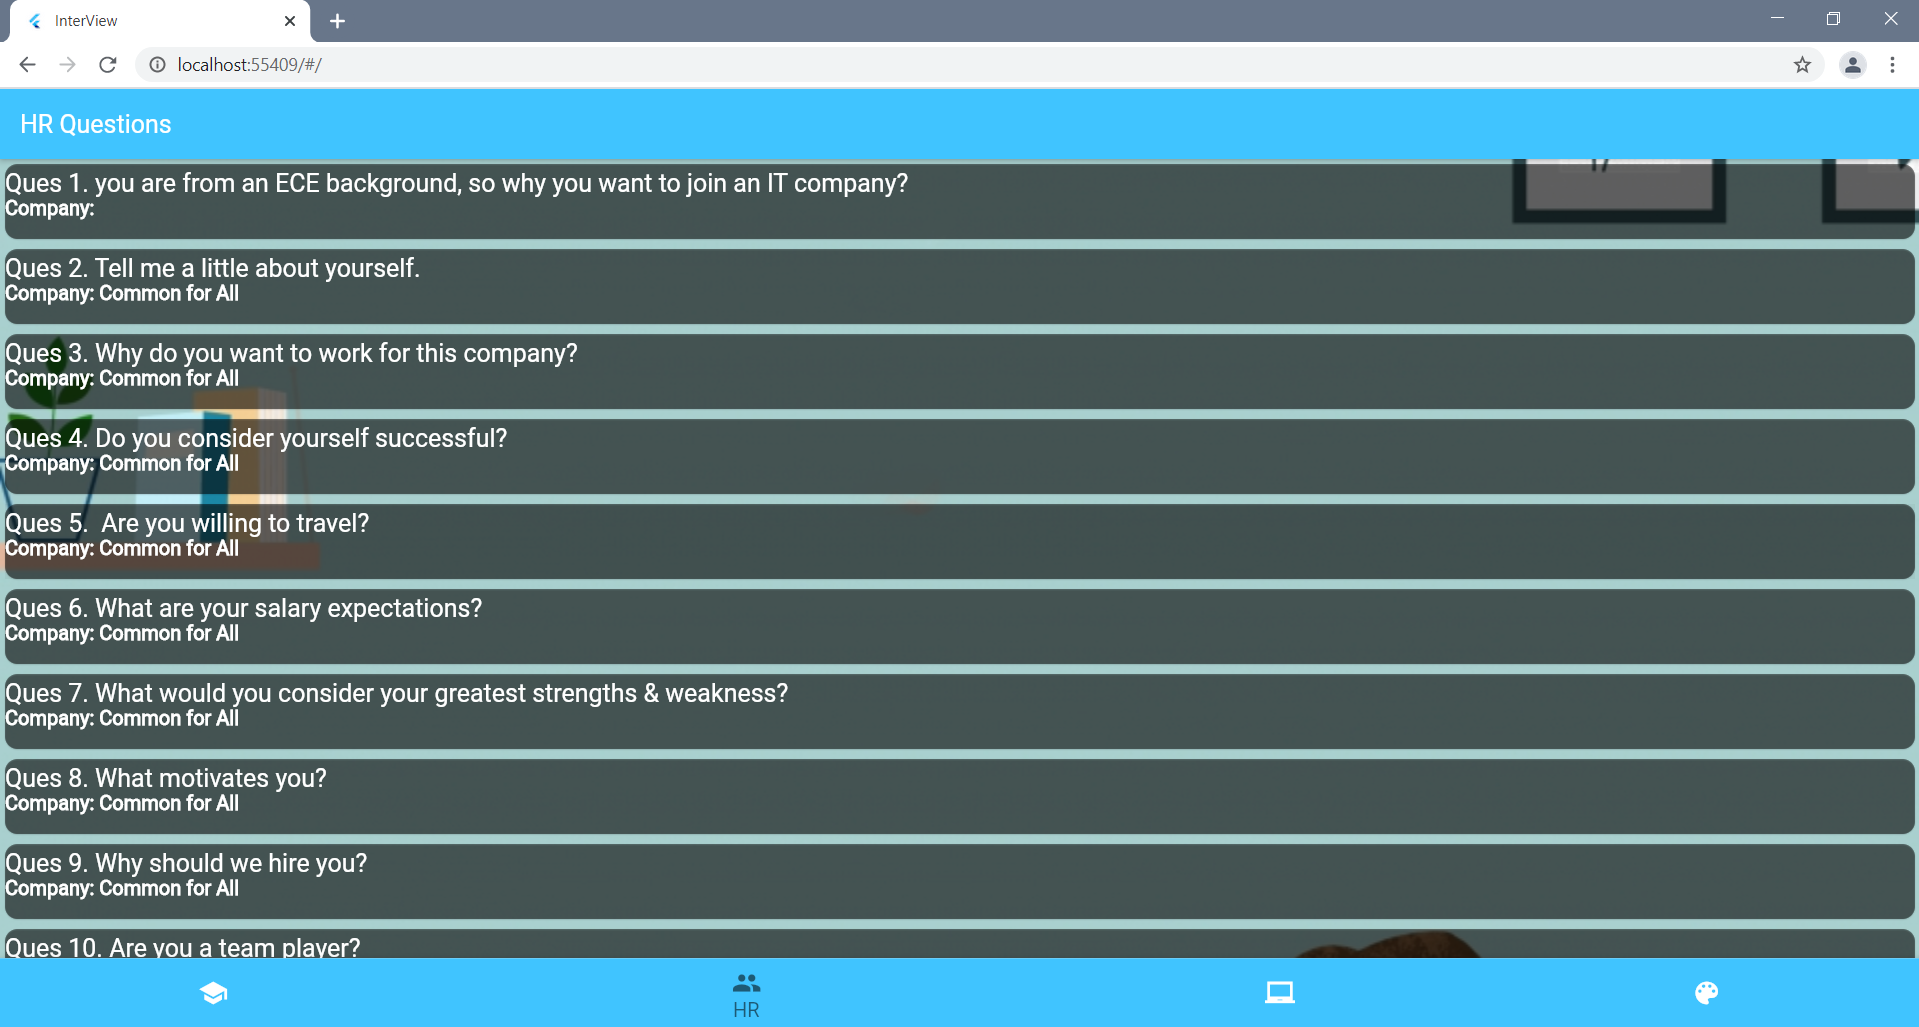 InterView
localhost:55409/#/
HR Questions
Ques 1. you are from an ECE background, so why you want to join an IT company?
Company:
Ques 2. Tell me a little about yourself.
Company: Common for All
Ques 3. Why do you want to work for this company?
Company: Common for All
Ques 4. Do you consider yourself successful?
Company: Common for All
Ques 5.  Are you willing to travel?
Company: Common for All
Ques 6. What are your salary expectations?
Company: Common for All
Ques 7. What would you consider your greatest strengths & weakness?
Company: Common for All
Ques 8. What motivates you?
Company: Common for All
Ques 9. Why should we hire you?
Company: Common for All
Ques 10. Are you a team player?
HR